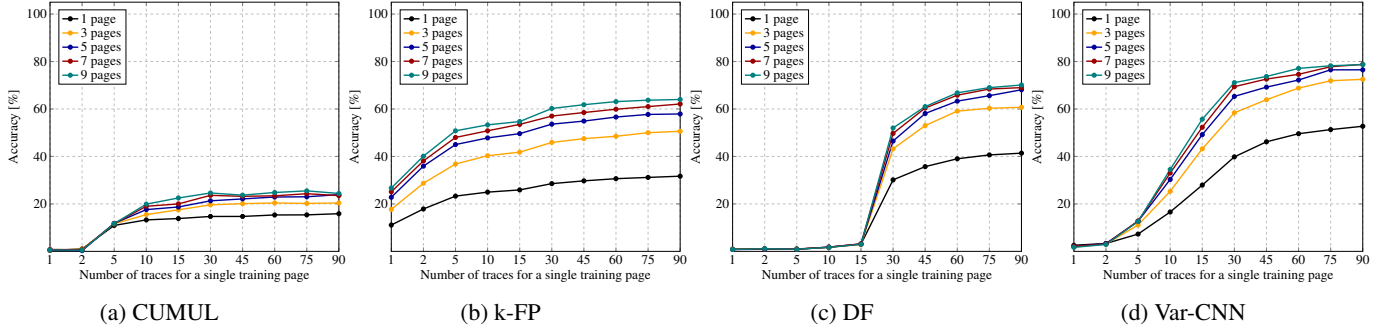 Accuracy [%]
100
80
60
40
20
1 page
3 pages
5 pages
7 pages
9 pages
1 2 5 10 15 30 45 60 75 90
Number of traces for a single training page
(a) CUMUL
Accuracy [%]
100
80
60
40
20
1 page
3 pages
5 pages
7 pages
9 pages
1 2 5 10 15 30 45 60 75 90
Number of traces for a single training page
(b) k-FP
Accuracy [%]
100
80
60
40
20
1 page
3 pages
5 pages
7 pages
9 pages
1 2 5 10 15 30 45 60 75 90
Number of traces for a single training page
(c) DF
Accuracy [%]
100
80
60
40
20
1 page
3 pages
5 pages
7 pages
9 pages
1 2 5 10 15 30 45 60 75 90
Number of traces for a single training page
(d) Var-CNN